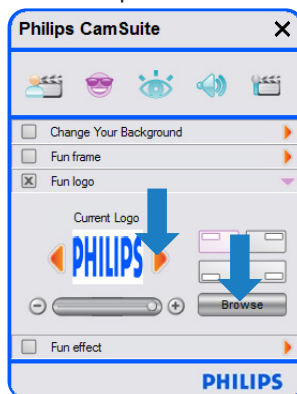 Philips CamSuite
Change Your Background
Fun frame
Fun logo
Current Logo
PHILIPS
Browse
Fun effect
PHILIPS